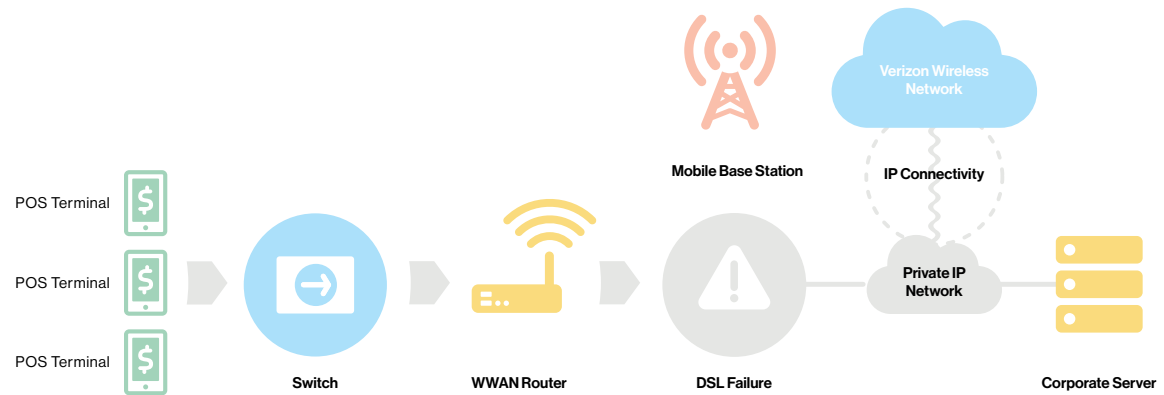 Verizon Wireless
Network
Mobile Base Station
IP Connectivity
POS Terminal
POS Terminal
POS Terminal
Private IP
Network
Switch
WWAN Router
DSL Failure
Corporate Server